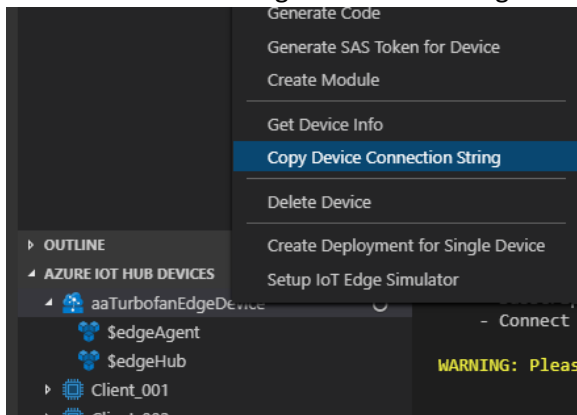 Generate Code
Generate SAS Token for Device
Create Module
Get Device Info
Copy Device Connection String
Delete Device
Create Deployment for Single Device
Setup IoT Edge Simulator
OUTLINE
AZURE IOT HUB DEVICES
aaTurbofanEdgeDevice
$edgeAgent
$edgeHub
Client_001
- Connect
WARNING: Pleas